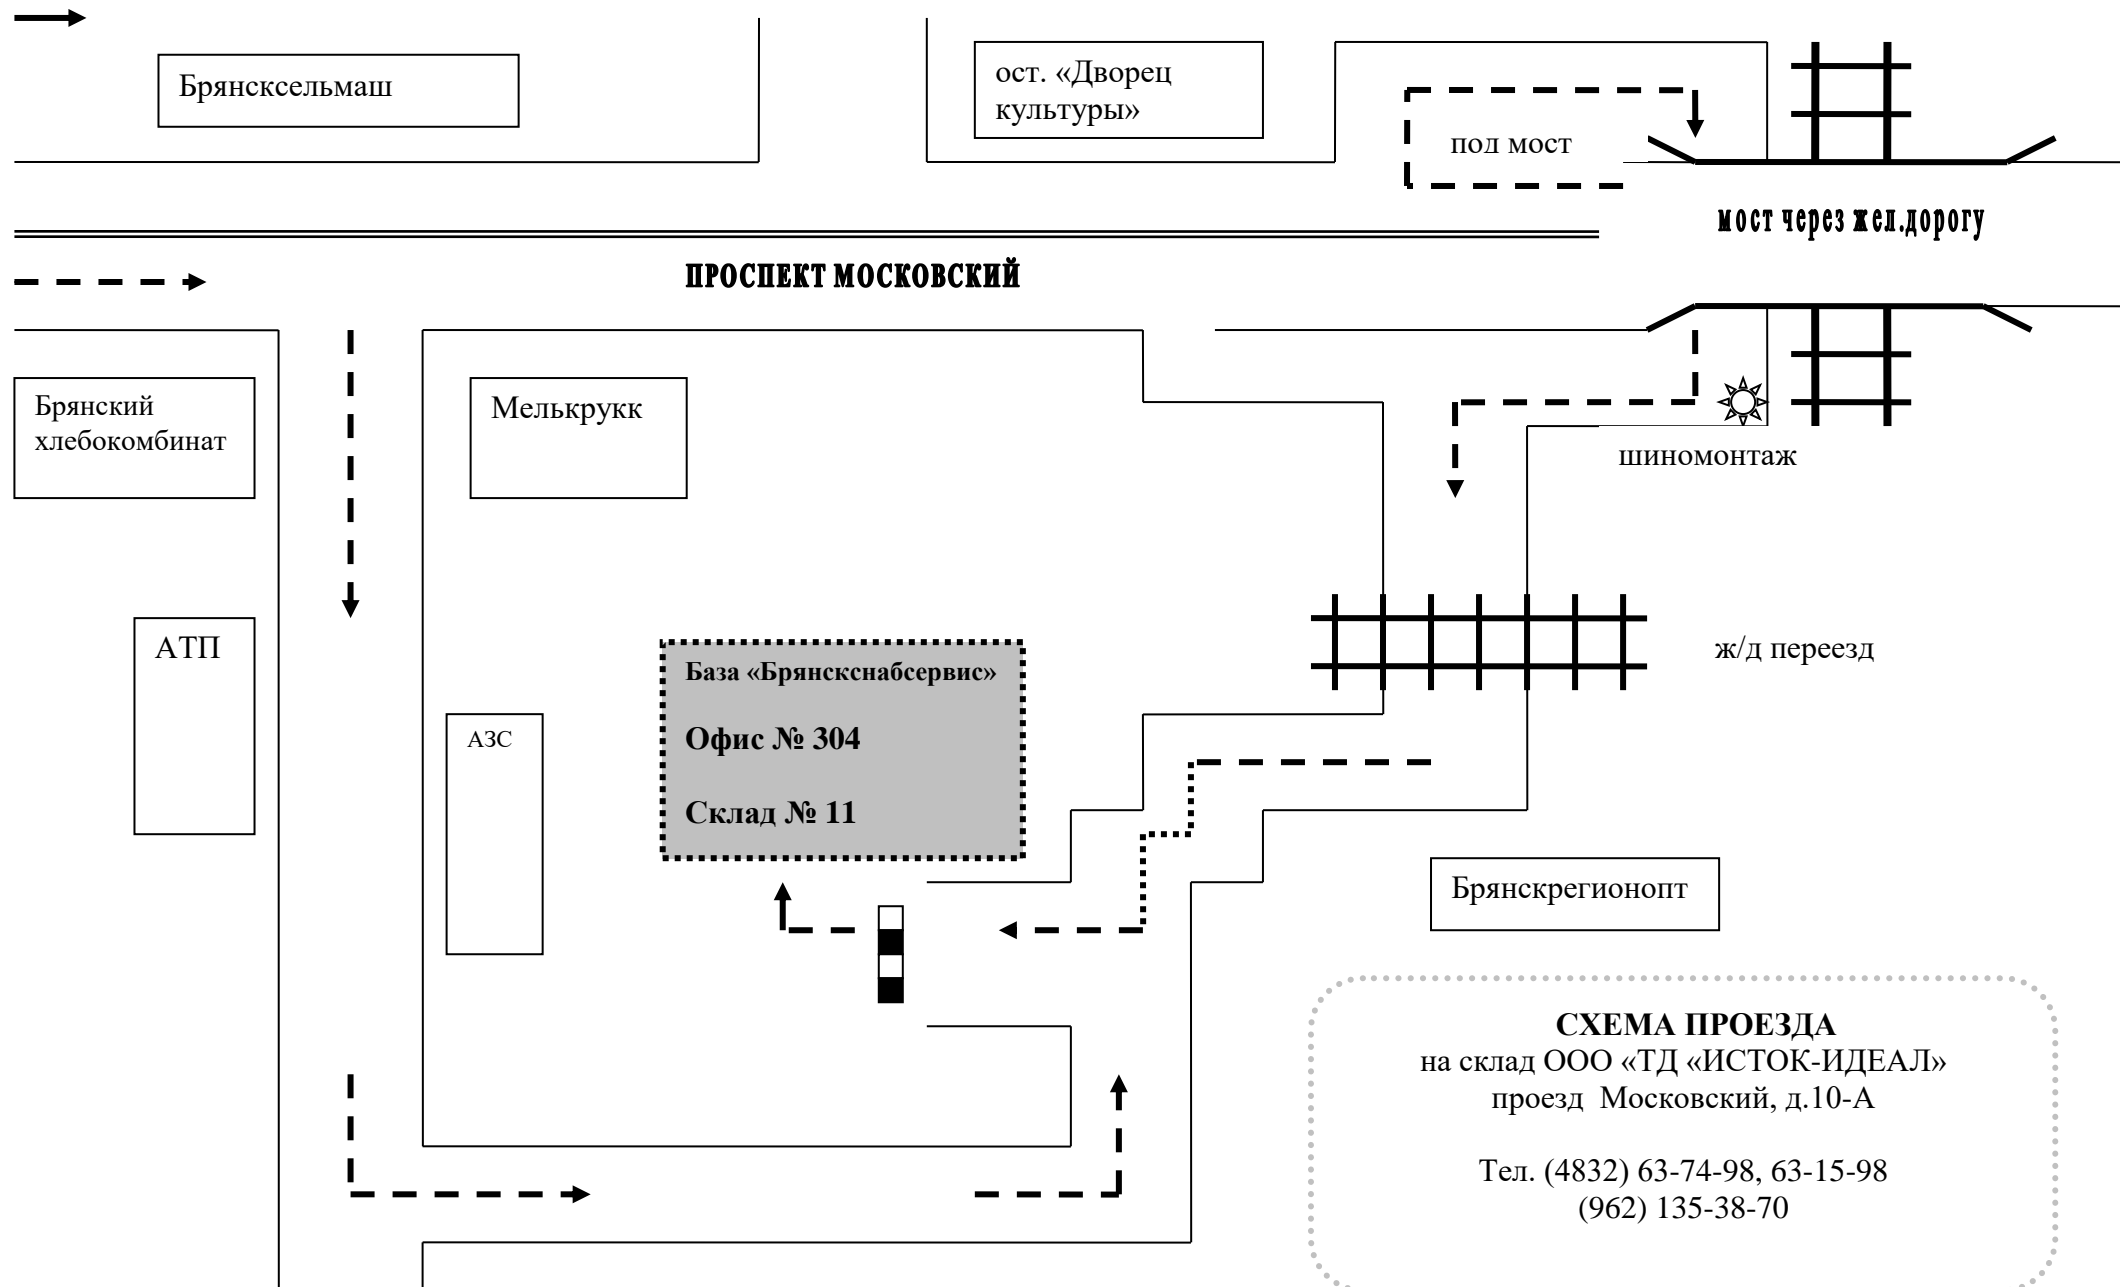 Брянсксельмаш
ост. «Дворец
культуры»
под мост
мост через жел.дорогу
ПРОСПЕКТ МОСКОВСКИЙ
Брянский
хлебокомбинат
Мелькрукк
шиномонтаж
АТП
База «Брянскснабсервис»
Офис № 304
Склад № 11
ж/д переезд
АЗС
Брянскрегионопт
СХЕМА ПРОЕЗДА
на склад ООО «ТД «ИСТОК-ИДЕАЛ»
проезд Московский, д.10-А
Тел. (4832) 63-74-98, 63-15-98
(962) 135-38-70